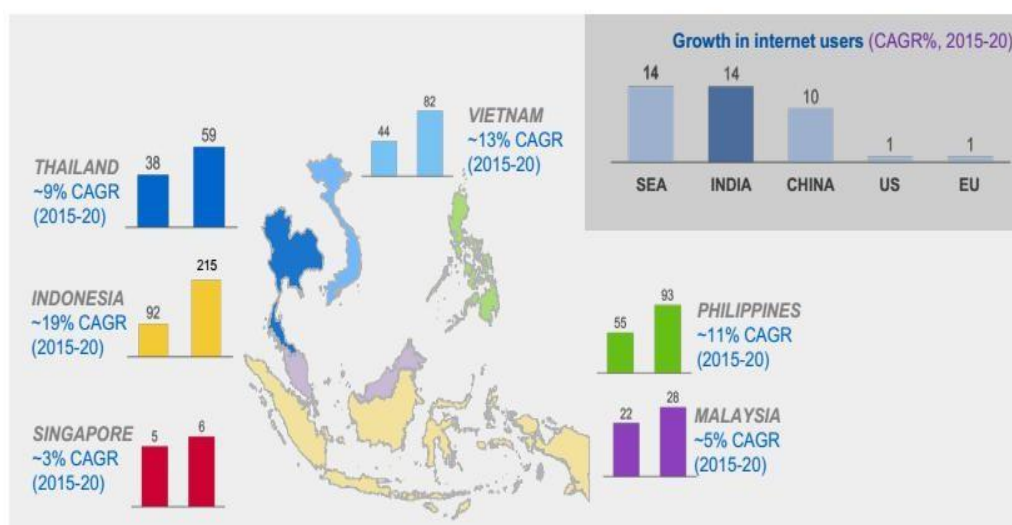 Growth in internet users (CAGR%, 2015-20)
14
14
10
1
1
SEA
INDIA
CHINA
US
EU
44
82
VIETNAM
~13% CAGR
(2015-20)
THAILAND
~9% CAGR
(2015-20)
38
59
INDONESIA
~19% CAGR
(2015-20)
92
215
PHILIPPINES
~11% CAGR
(2015-20)
55
93
SINGAPORE
~3% CAGR
(2015-20)
5
6
MALAYSIA
~5% CAGR
(2015-20)
22
28